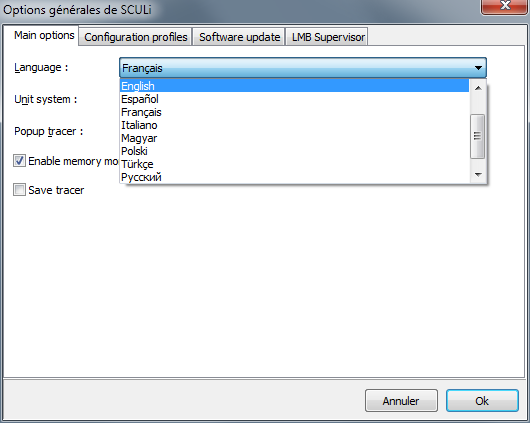 Options générales de SCULi
Main options Configuration profiles Software update LMB Supervisor
Language : Français
English
Español
Français
Italiano
Magyar
Polski
Türkçe
Русский
Unit system :
Popup tracer :
Enable memory mo
Save tracer
Annuler Ok